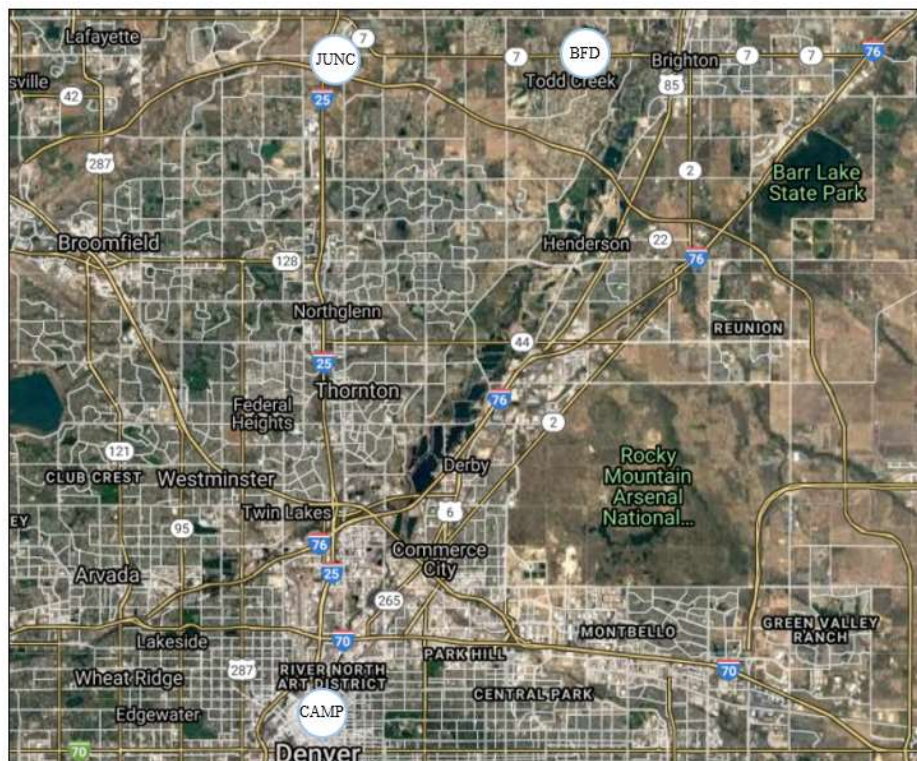 Lafayette
7
JUNC
BFD
7
Brighton
7
7
76
sville
42
25
Todd Creek
85
287
2
Barr Lake
State Park
Broomfield
128
Henderson
22
76
Northglenn
REUNION
44
25
Thornton
76
Federal
Heights
2
121
Rocky
Mountain
Arsenal
National...
CLUB CREST
Westminster
Derby
Twin Lakes
6
EY
95
76
Commerce
City
25
Arvada
265
Lakeside
70
MONTBELLO
GREEN VALLEY
RANCH
287
RIVER NORTH
ART DISTRICT
PARK HILL
70
Wheat Ridge
CENTRAL PARK
Edgewater
CAMP
70
Denver